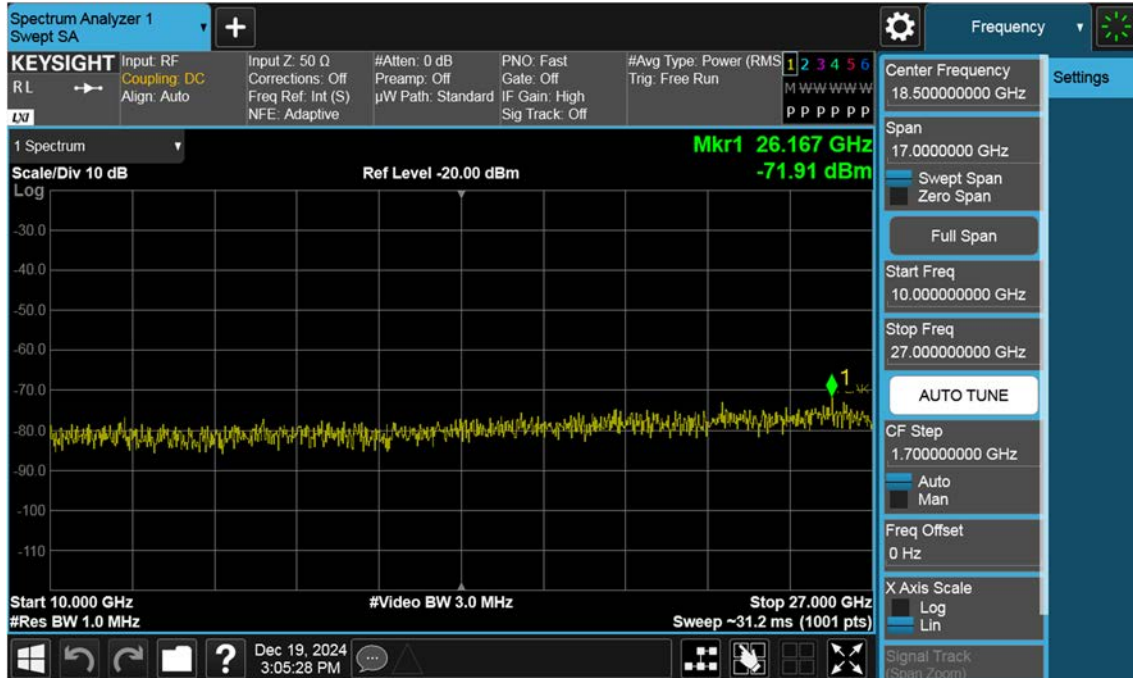 Spectrum Analyzer 1
Swept SA
+
Frequency
KEYSIGHT
R L
LXI
Input: RF
Coupling: DC
Align: Auto
Input Z: 50 Ω
Corrections: Off
Freq Ref: Int (S)
NFE: Adaptive
#Atten: 0 dB
Preamp: Off
µW Path: Standard
PNO: Fast
Gate: Off
IF Gain: High
Sig Track: Off
#Avg Type: Power (RMS
Trig: Free Run
1 2 3 4 5 6
M W W W W W
P P P P P P
1 Spectrum
Scale/Div 10 dB
Log
Ref Level -20.00 dBm
Mkr1 26.167 GHz
-71.91 dBm
-30.0
-40.0
-50.0
-60.0
-70.0
-80.0
-90.0
-100
-110
1
Start 10.000 GHz
#Res BW 1.0 MHz
#Video BW 3.0 MHz
Stop 27.000 GHz
Sweep ~31.2 ms (1001 pts)
?
Dec 19, 2024
3:05:28 PM
Center Frequency
18.500000000 GHz
Settings
Span
17.0000000 GHz
Swept Span
Zero Span
Full Span
Start Freq
10.000000000 GHz
Stop Freq
27.000000000 GHz
AUTO TUNE
CF Step
1.700000000 GHz
Auto
Man
Freq Offset
0 Hz
X Axis Scale
Log
Lin
Signal Track
(Span Zoom)